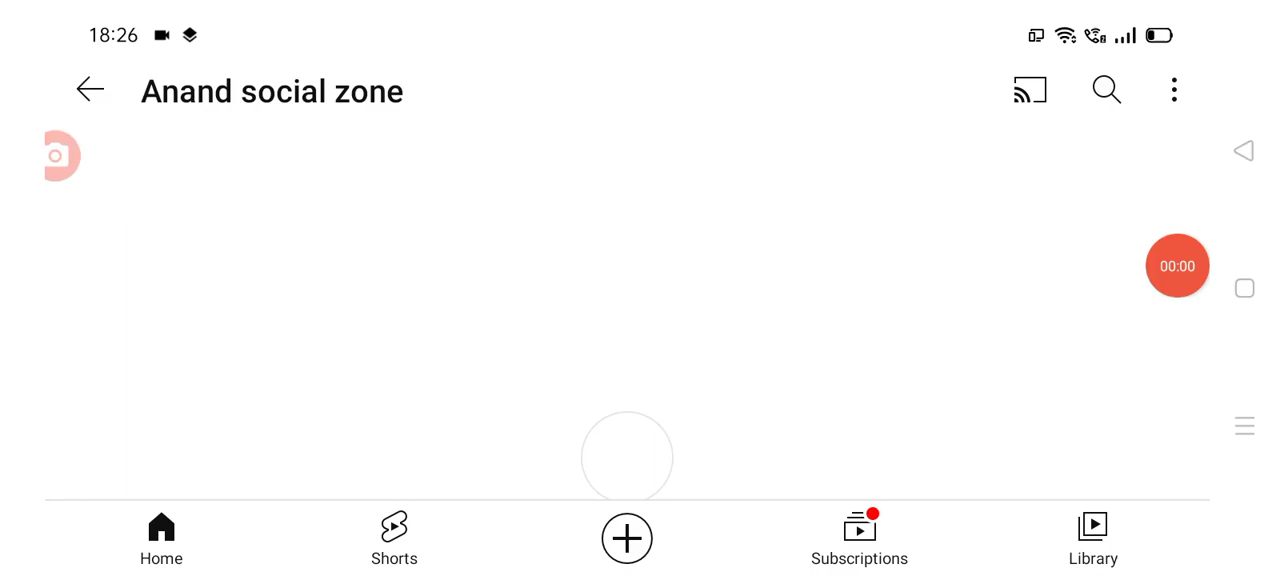 18:26
Anand social zone
00:00
Home
Shorts
Subscriptions
Library